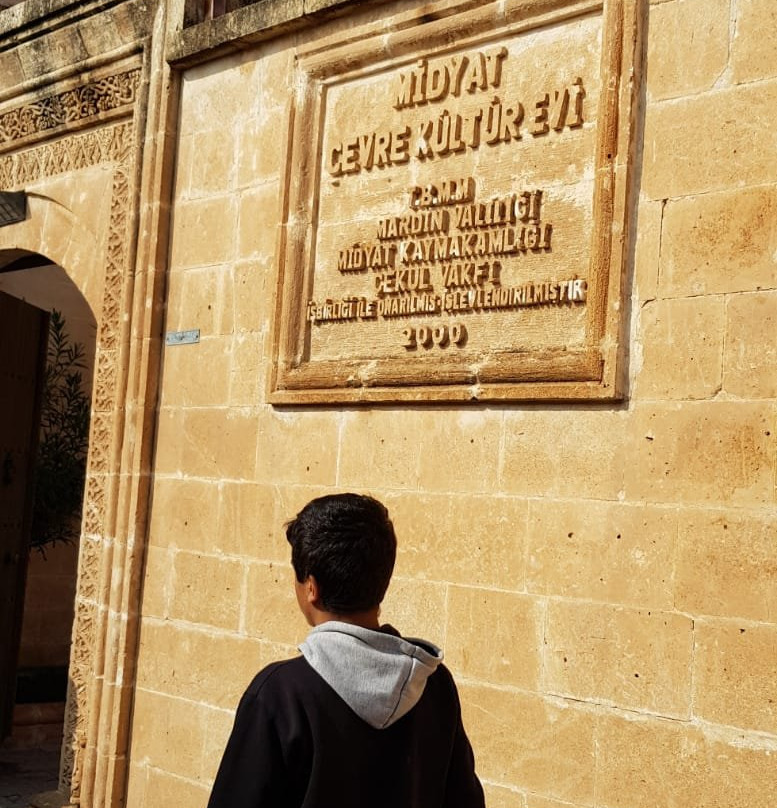 MİDYAT
ÇEVRE KÜLTÜR EVİ
T.B.M.M
MARDİN VALİLİĞİ
MİDYAT KAYMAKAMLIĞI
ÇEKÜL VAKFI
İŞBİRLİĞİ İLE ONARILMIŞ-İŞLEVLENDİRİLMİŞTİR
2000